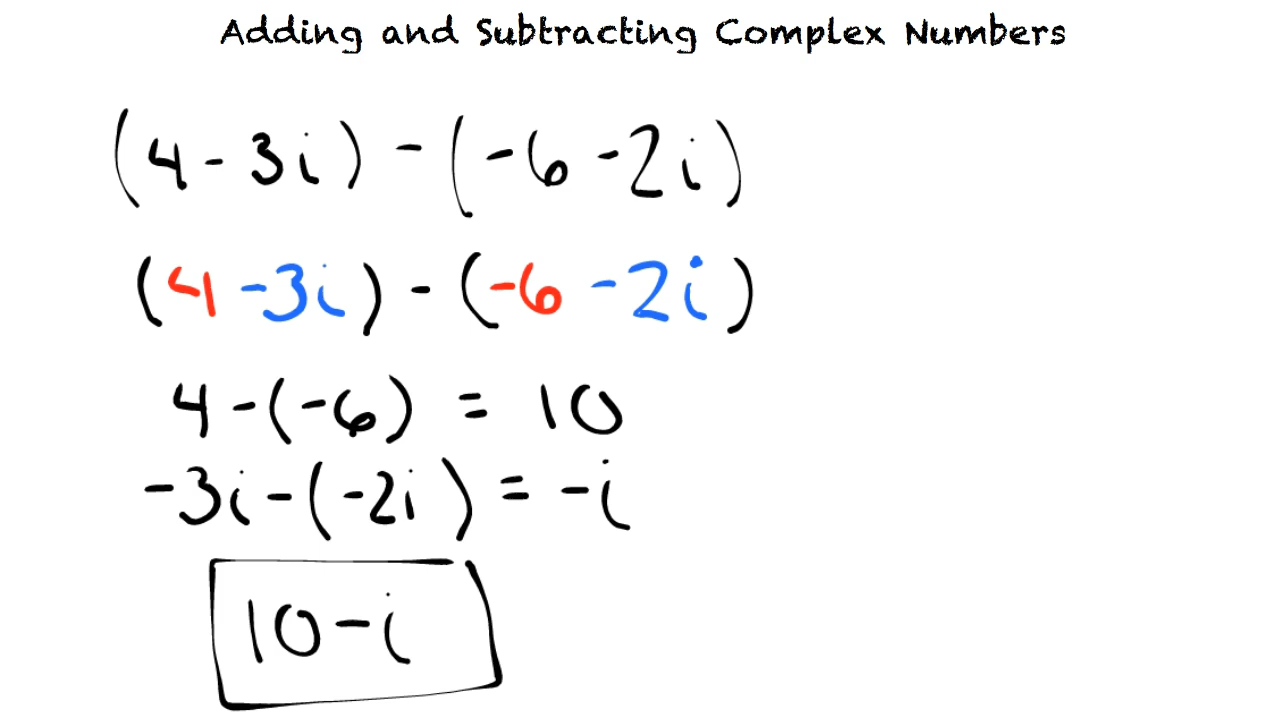 Adding and Subtracting Complex Numbers
(4 - 3i) - (-6 - 2i)
(4 - 3i) - (-6 - 2i)
4 - (-6) = 10
-3i - (-2i) = -i
10 - i